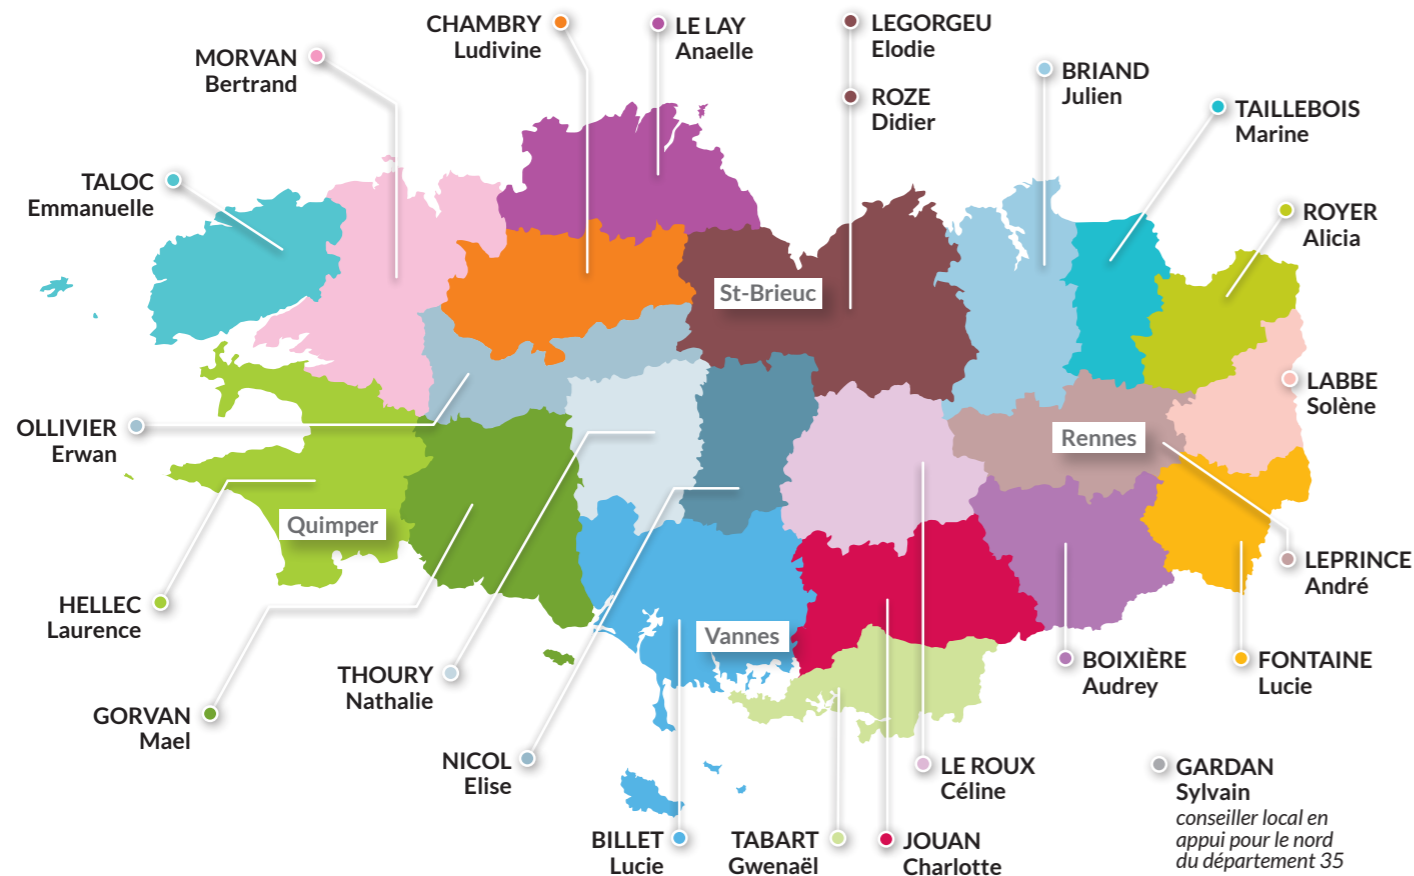 CHAMBRY
Ludivine
LE LAY
Anaelle
LEGORGEU
Elodie
MORVAN
Bertrand
ROZE
Didier
BRIAND
Julien
TAILLEBOIS
Marine
TALOC
Emmanuelle
ROYER
Alicia
St-Brieuc
LABBE
Solène
OLLIVIER
Erwan
Rennes
Quimper
LEPRINCE
André
HELLEC
Laurence
Vannes
THOURY
Nathalie
BOIXIÈRE
Audrey
FONTAINE
Lucie
GORVAN
Mael
NICOL
Elise
LE ROUX
Céline
GARDAN
Sylvain
conseiller local en
appui pour le nord
du département 35
BILLET
Lucie
TABART
Gwenaël
JOUAN
Charlotte